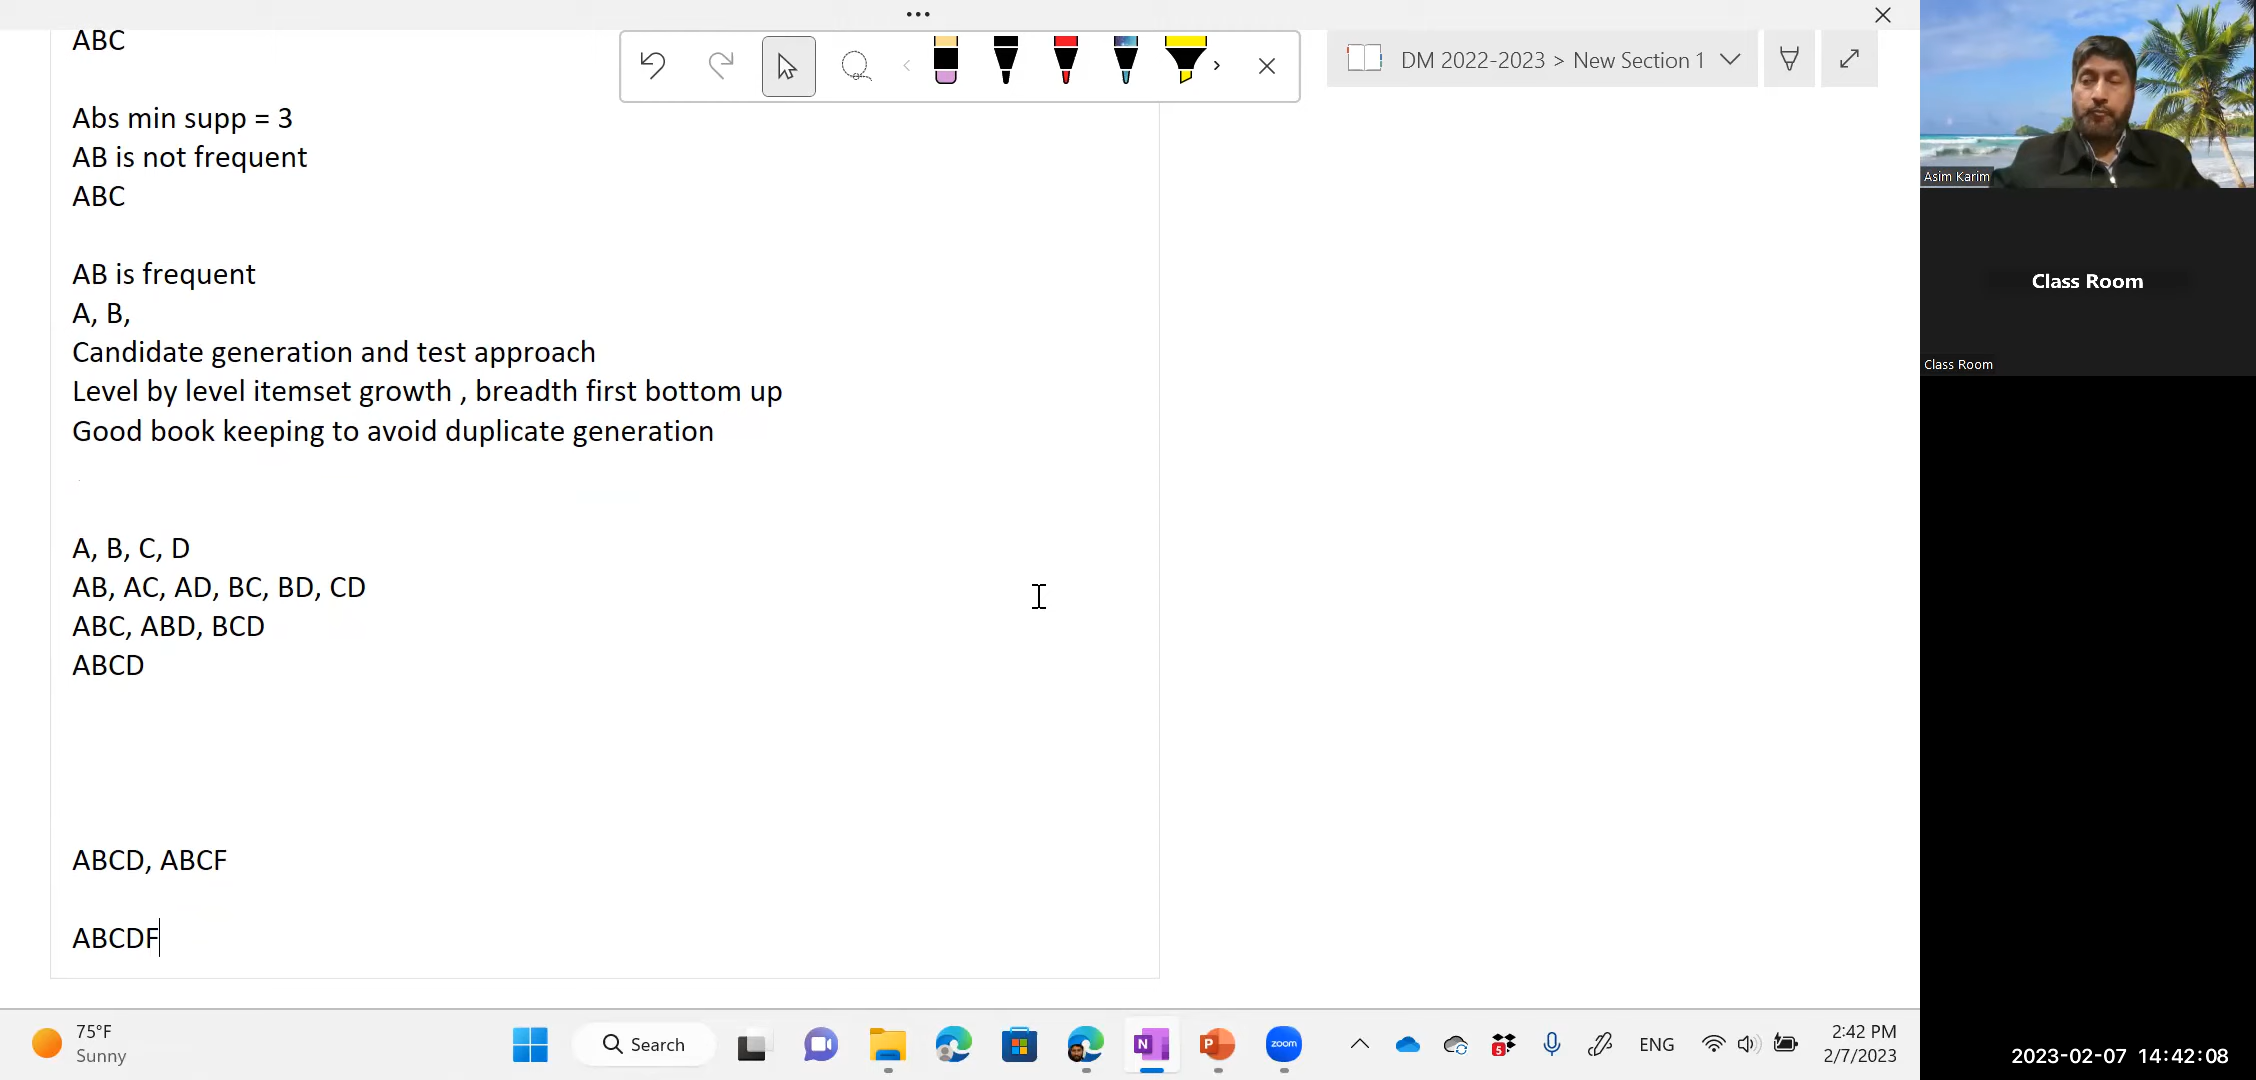 ABC
DM 2022-2023 > New Section 1
Abs min supp = 3
AB is not frequent
ABC
AB is frequent
A, B,
Candidate generation and test approach
Level by level itemset growth , breadth first bottom up
Good book keeping to avoid duplicate generation
A, B, C, D
AB, AC, AD, BC, BD, CD
ABC, ABD, BCD
ABCD
ABCD, ABCF
ABCDF
Asim Karim
Class Room
Class Room
75°F
Sunny
Search
N
P
zoom
5
ENG
2:42 PM
2/7/2023
2023-02-07 14:42:08